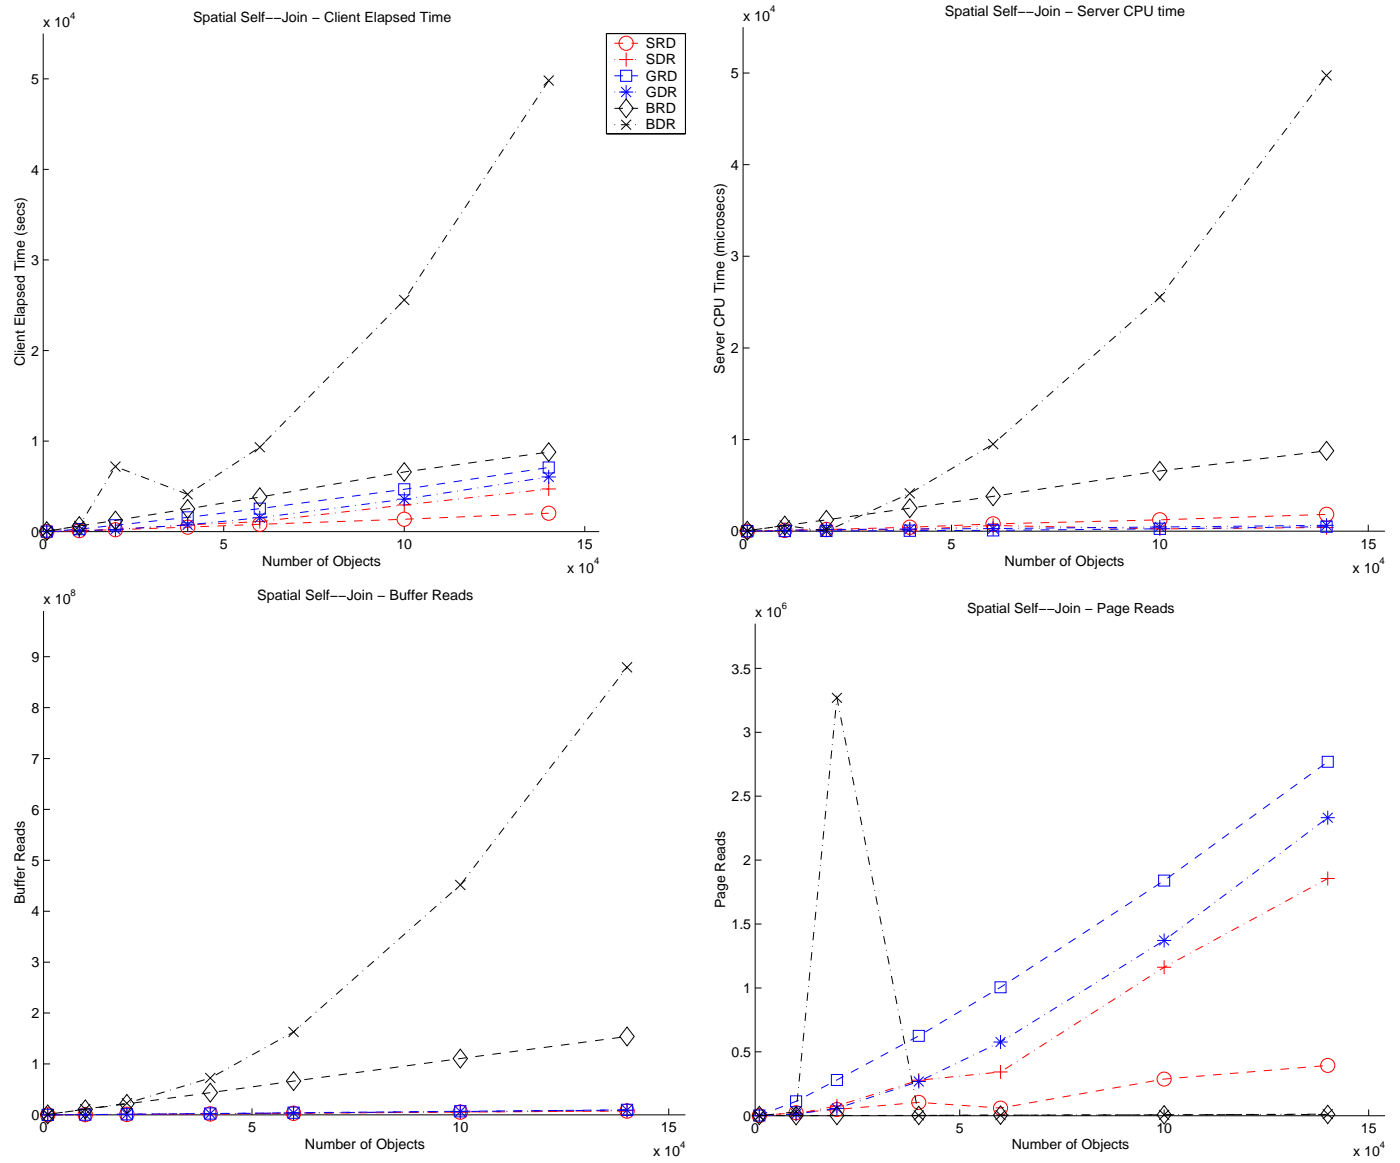 Spatial Self−−Join − Client Elapsed Time
x 10^4
5
4
3
2
1
0
Client Elapsed Time (secs)
0 5 10 15
Number of Objects
x 10^4
SRD
SDR
GRD
GDR
BRD
BDR
Spatial Self−−Join − Server CPU time
x 10^4
5
4
3
2
1
0
Server CPU Time (microsecs)
0 5 10 15
Number of Objects
x 10^4
Spatial Self−−Join − Buffer Reads
x 10^8
9
8
7
6
5
4
3
2
1
0
Buffer Reads
0 5 10 15
Number of Objects
x 10^4
Spatial Self−−Join − Page Reads
x 10^6
3.5
3
2.5
2
1.5
1
0.5
0
Page Reads
0 5 10 15
Number of Objects
x 10^4